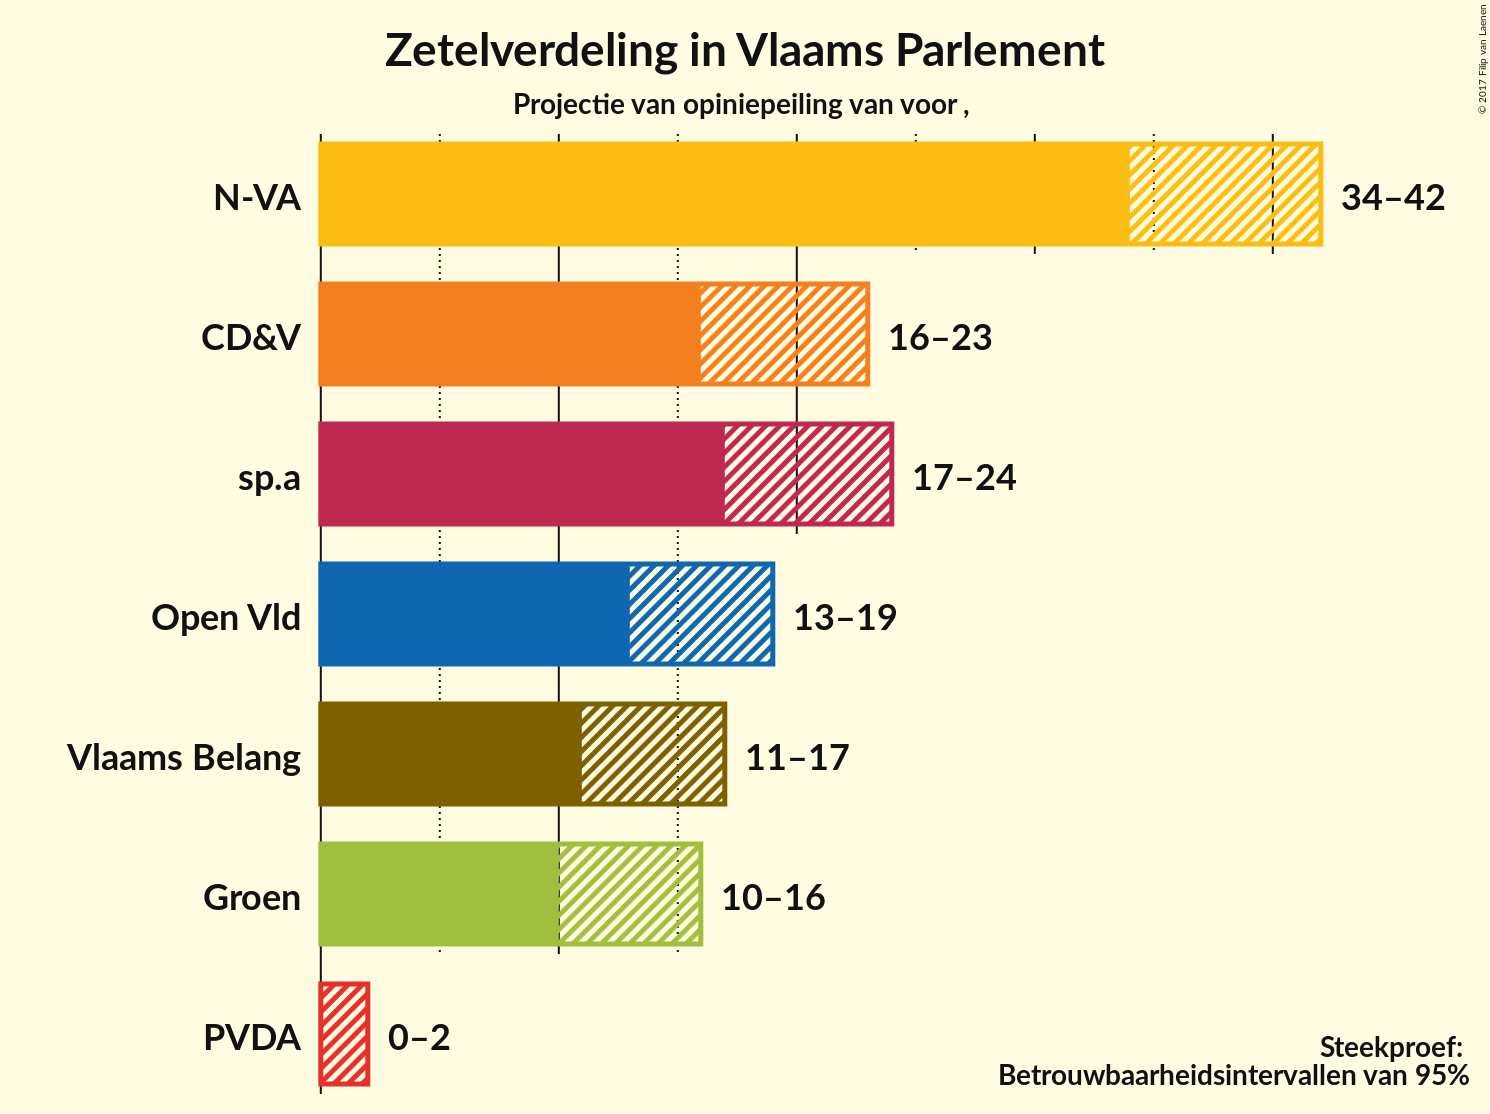 Zetelverdeling in Vlaams Parlement
Projectie van opiniepeiling van voor ,
© 2017 Filip van Laenen
N-VA
34–42
CD&V
16–23
sp.a
17–24
Open Vld
13–19
Vlaams Belang
11–17
Groen
10–16
PVDA
0–2
Steekproef:
Betrouwbaarheidsintervallen van 95%